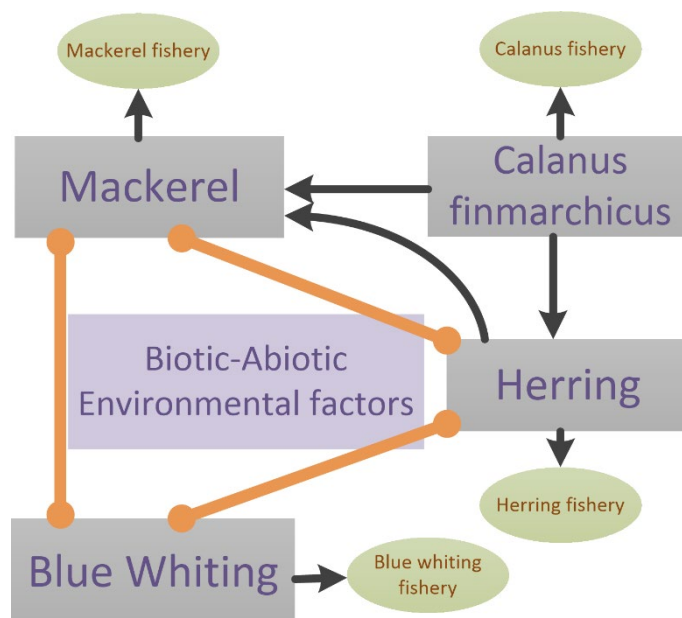 Mackerel fishery
Calanus fishery
Mackerel
Calanus
finmarchicus
Biotic-Abiotic
Environmental factors
Herring
Herring fishery
Blue Whiting
Blue whiting
fishery